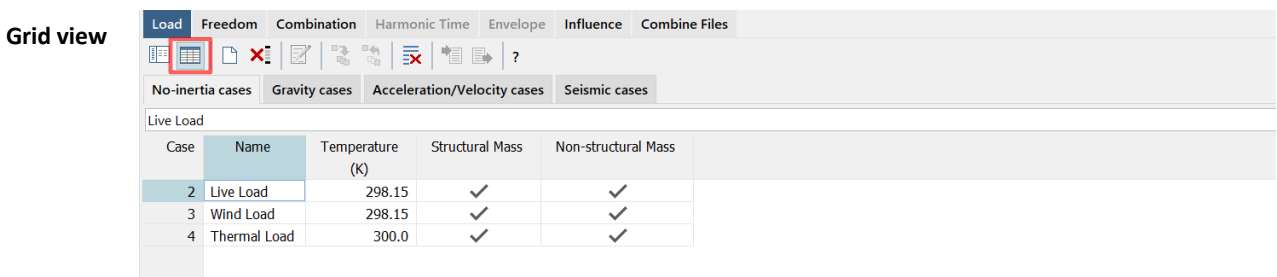 Grid view
Load Freedom Combination Harmonic Time Envelope Influence Combine Files
?
No-inertia cases Gravity cases Acceleration/Velocity cases Seismic cases
Live Load
Case Name Temperature Structural Mass Non-structural Mass
(K)
2 Live Load 298.15
3 Wind Load 298.15
4 Thermal Load 300.0